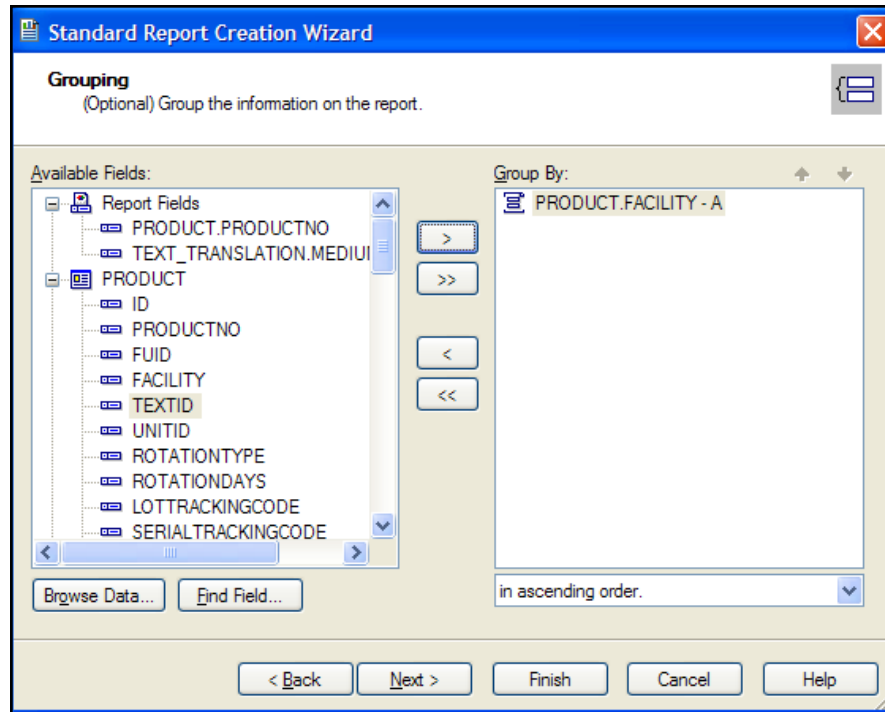 Standard Report Creation Wizard
Grouping
(Optional) Group the information on the report.
Available Fields:
Report Fields
PRODUCT.PRODUCTNO
TEXT_TRANSLATION.MEDIUI
PRODUCT
ID
PRODUCTNO
FUID
FACILITY
TEXTID
UNITID
ROTATIONTYPE
ROTATIONDAYS
LOTTRACKINGCODE
SERIALTRACKINGCODE
Browse Data...
Find Field...
>
>>
<
<<
Group By:
PRODUCT.FACILITY - A
in ascending order.
< Back
Next >
Finish
Cancel
Help